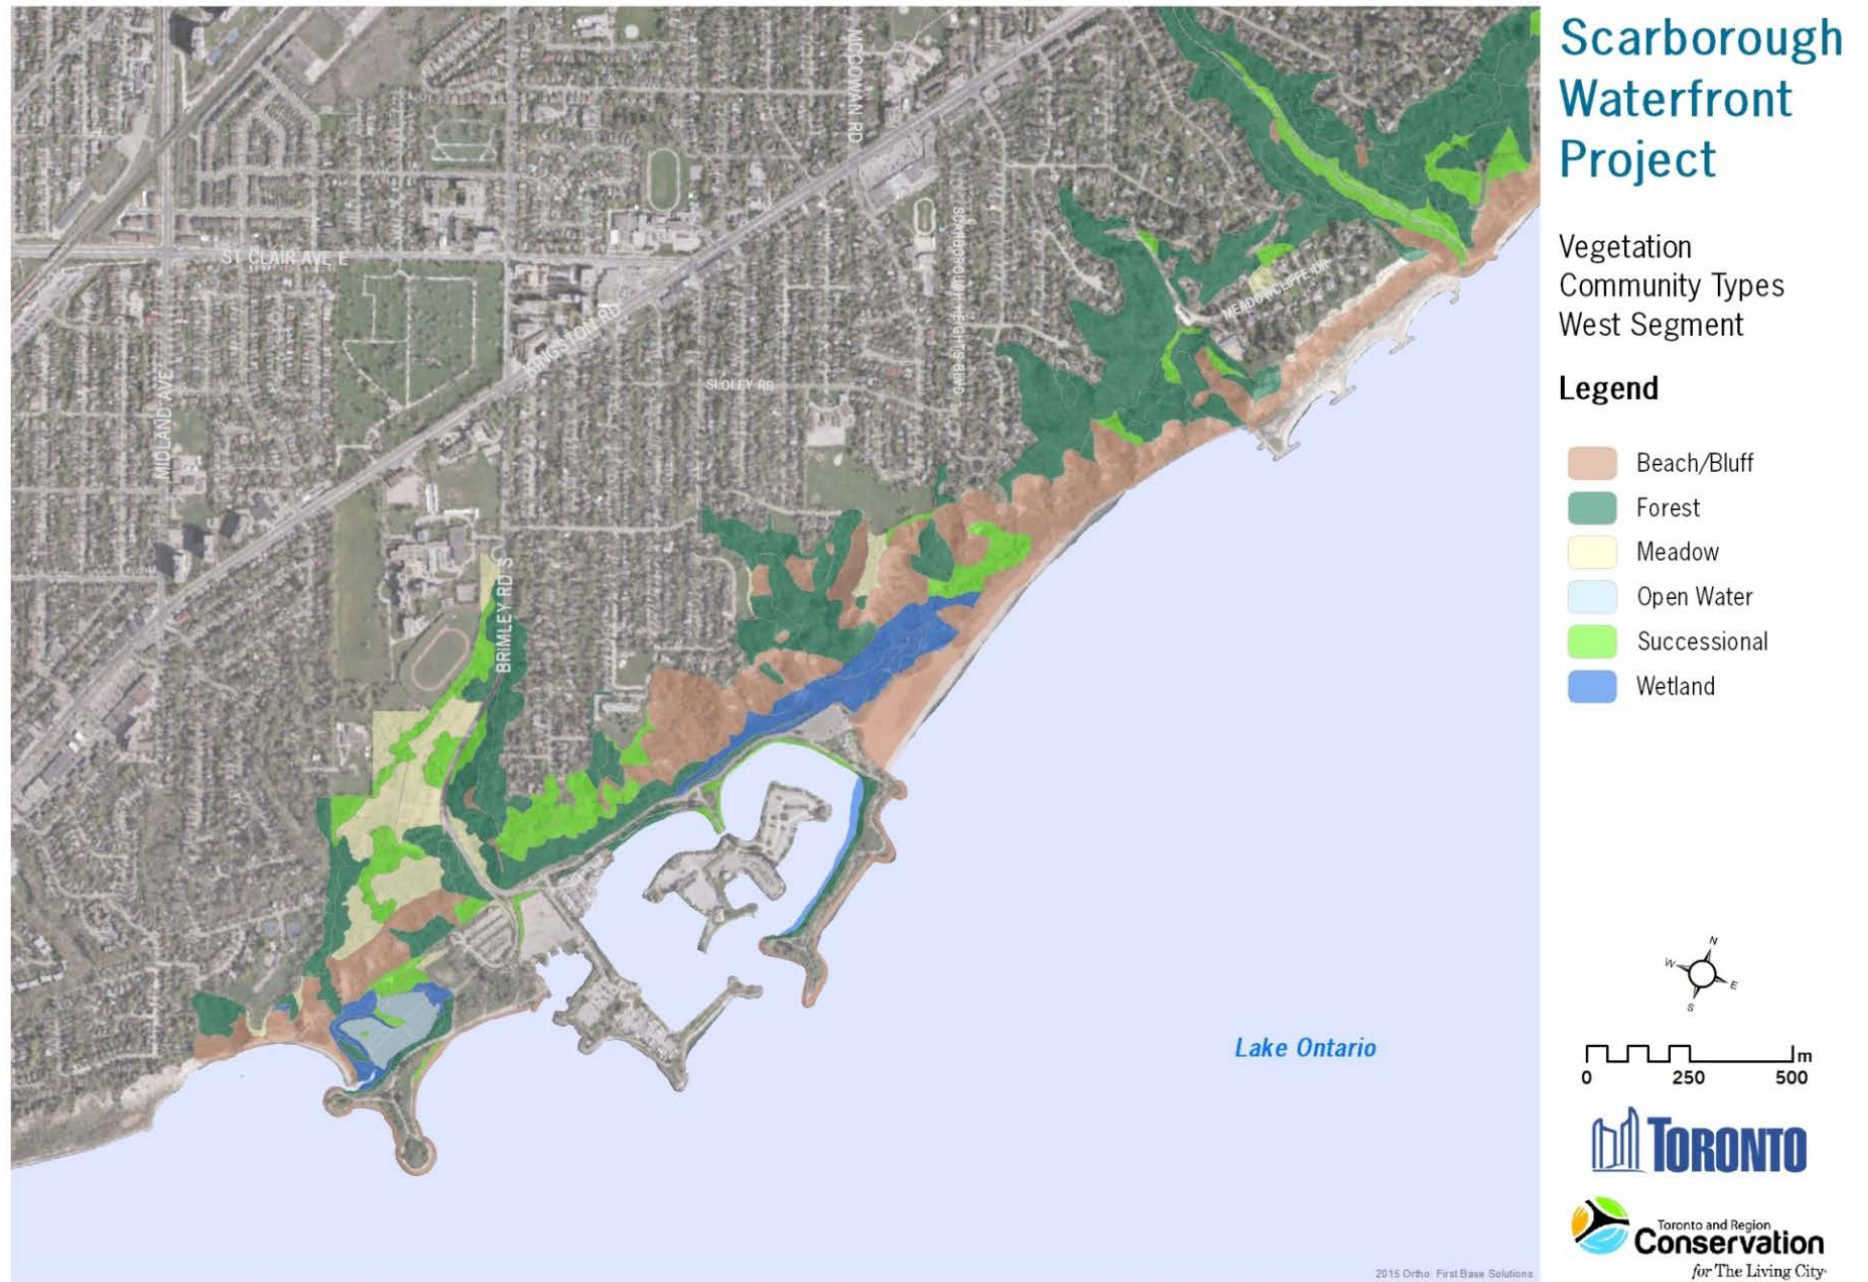 Scarborough
Waterfront
Project
Vegetation
Community Types
West Segment
Legend
Beach/Bluff
Forest
Meadow
Open Water
Successional
Wetland
N
W
E
S
m
0 250 500
TORONTO
Toronto and Region
Conservation
for The Living City·
MCCOWAN RD
ST CLAIR AVE E
KINGSTON RD
MIDLAND AVE
SLOLEY RD
SCARBOROUGH HEIGHTS BLVD
MEADOWCLIFFE DR
BRIMLEY RD S
Lake Ontario
2015 Ortho: First Base Solutions